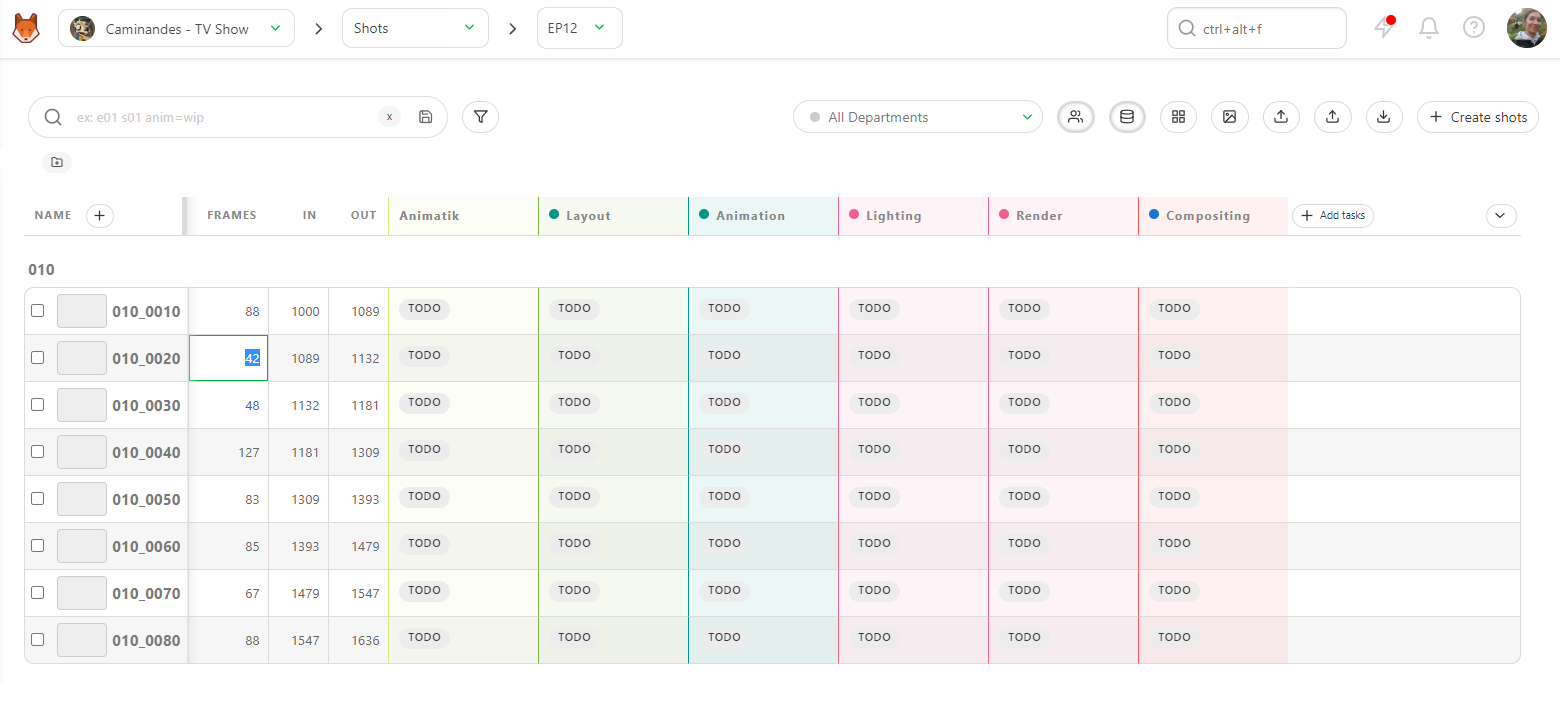 Caminandes - TV Show Shots EP12 ctrl+alt+f
ex: e01 s01 anim=wip x All Departments Create shots
NAME FRAMES IN OUT Animatik Layout Animation Lighting Render Compositing Add tasks
010
010_0010 88 1000 1089 TODO TODO TODO TODO TODO TODO
010_0020 42 1089 1132 TODO TODO TODO TODO TODO TODO
010_0030 48 1132 1181 TODO TODO TODO TODO TODO TODO
010_0040 127 1181 1309 TODO TODO TODO TODO TODO TODO
010_0050 83 1309 1393 TODO TODO TODO TODO TODO TODO
010_0060 85 1393 1479 TODO TODO TODO TODO TODO TODO
010_0070 67 1479 1547 TODO TODO TODO TODO TODO TODO
010_0080 88 1547 1636 TODO TODO TODO TODO TODO TODO